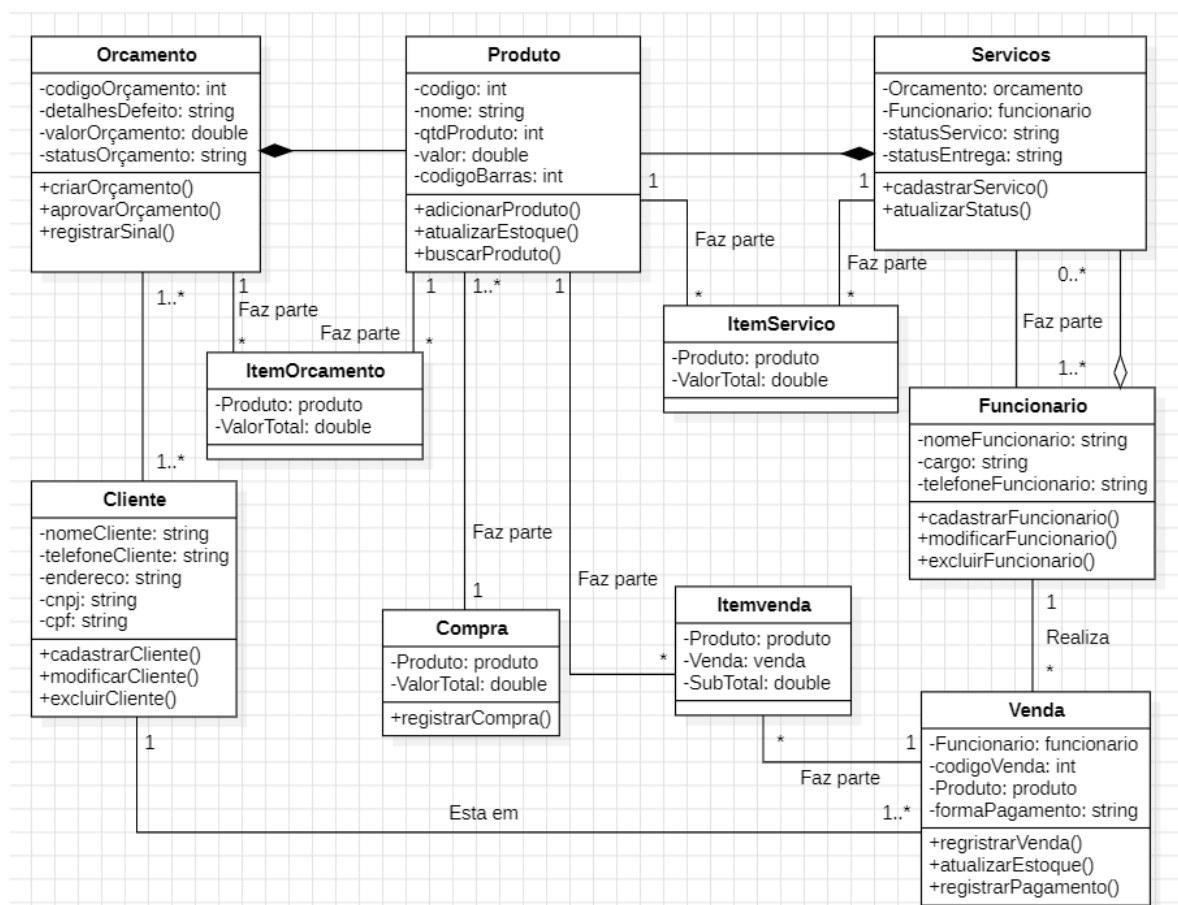 Orcamento
-codigoOrçamento: int
-detalhesDefeito: string
-valorOrçamento: double
-statusOrçamento: string
+criarOrçamento()
+aprovarOrçamento()
+registrarSinal()
Produto
-codigo: int
-nome: string
-qtdProduto: int
-valor: double
-codigoBarras: int
+adicionarProduto()
+atualizarEstoque()
+buscarProduto()
Servicos
-Orcamento: orcamento
-Funcionario: funcionario
-statusServico: string
-statusEntrega: string
+cadastrarServico()
+atualizarStatus()
1
1
Faz parte
Faz parte
*
*
1..*
1
Faz parte
*
1
Faz parte
*
1..*
1
0..*
Faz parte
1..*
ItemServico
-Produto: produto
-ValorTotal: double
ItemOrcamento
-Produto: produto
-ValorTotal: double
Funcionario
-nomeFuncionario: string
-cargo: string
-telefoneFuncionario: string
+cadastrarFuncionario()
+modificarFuncionario()
+excluirFuncionario()
1..*
Cliente
-nomeCliente: string
-telefoneCliente: string
-endereco: string
-cnpj: string
-cpf: string
+cadastrarCliente()
+modificarCliente()
+excluirCliente()
Faz parte
1
Faz parte
*
Compra
-Produto: produto
-ValorTotal: double
+registrarCompra()
Itemvenda
-Produto: produto
-Venda: venda
-SubTotal: double
1
Realiza
*
*
1
Faz parte
Venda
-Funcionario: funcionario
-codigoVenda: int
-Produto: produto
-formaPagamento: string
+regristrarVenda()
+atualizarEstoque()
+registrarPagamento()
1
Esta em
1..*